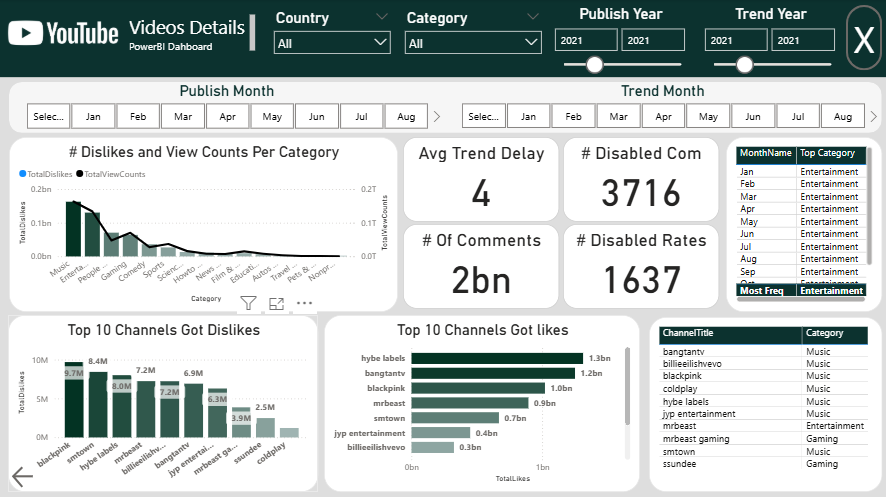 YouTube
Videos Details
PowerBI Dahboard
Country
All
Category
All
Publish Year
2021 2021
Trend Year
2021 2021
X
Publish Month
Selec... Jan Feb Mar Apr May Jun Jul Aug
Trend Month
Selec... Jan Feb Mar Apr May Jun Jul Aug
# Dislikes and View Counts Per Category
TotalDislikes TotalViewCounts
0.2bn 0.2T
0.1bn 0.1T
0.0bn 0.0T
TotalDislikes
TotalViewCounts
Music Enterta... People ... Gaming Comedy Sports Scienc... Howto ... News ... Film &... Educati... Autos ... Travel ... Pets & ... Nonpr...
Category
Avg Trend Delay
4
# Disabled Com
3716
# Of Comments
2bn
# Disabled Rates
1637
MonthName Top Category
Jan Entertainment
Feb Entertainment
Mar Entertainment
Apr Entertainment
May Entertainment
Jun Entertainment
Jul Entertainment
Aug Entertainment
Sep Entertainment
Most Freq Entertainment
Top 10 Channels Got Dislikes
TotalDislikes
10M
5M
0M
9.7M 8.4M 8.0M 7.2M 7.2M 6.9M 6.3M 3.9M 2.5M
blackpink smtown hybe labels mrbeast billieeilishv... bangtantv jyp entertai... mrbeast ga... ssundee coldplay
Top 10 Channels Got likes
hybe labels 1.3bn
bangtantv 1.2bn
blackpink 1.0bn
mrbeast 0.9bn
smtown 0.7bn
jyp entertainment 0.4bn
billieeilishvevo 0.3bn
0bn 1bn
TotalLikes
ChannelTitle Category
bangtantv Music
billieeilishvevo Music
blackpink Music
coldplay Music
hybe labels Music
jyp entertainment Music
mrbeast Entertainment
mrbeast gaming Gaming
smtown Music
ssundee Gaming